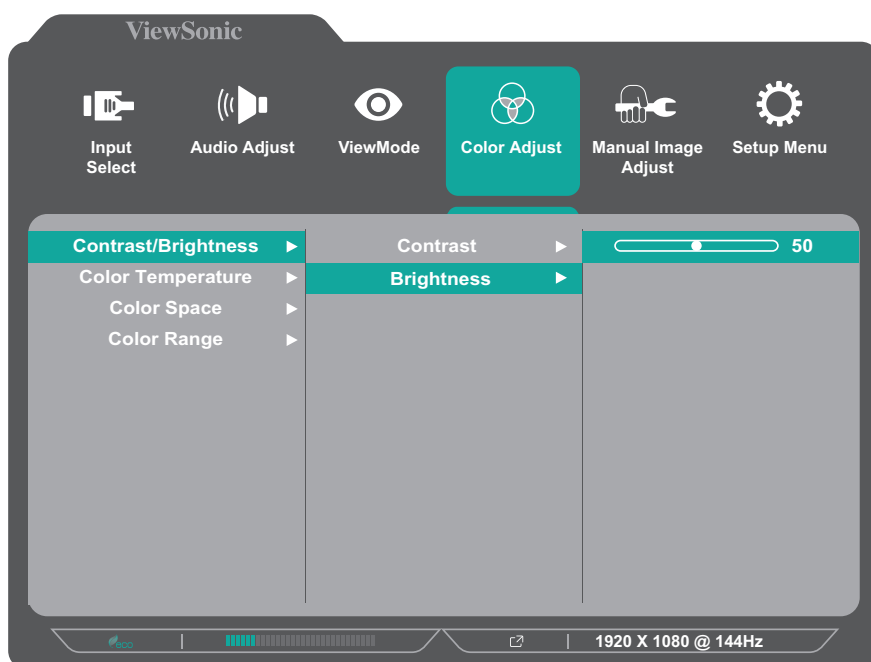 ViewSonic
Input
Select
Audio Adjust
ViewMode
Color Adjust
Manual Image
Adjust
Setup Menu
Contrast/Brightness
Contrast
50
Color Temperature
Brightness
Color Space
Color Range
eco
1920 X 1080 @ 144Hz